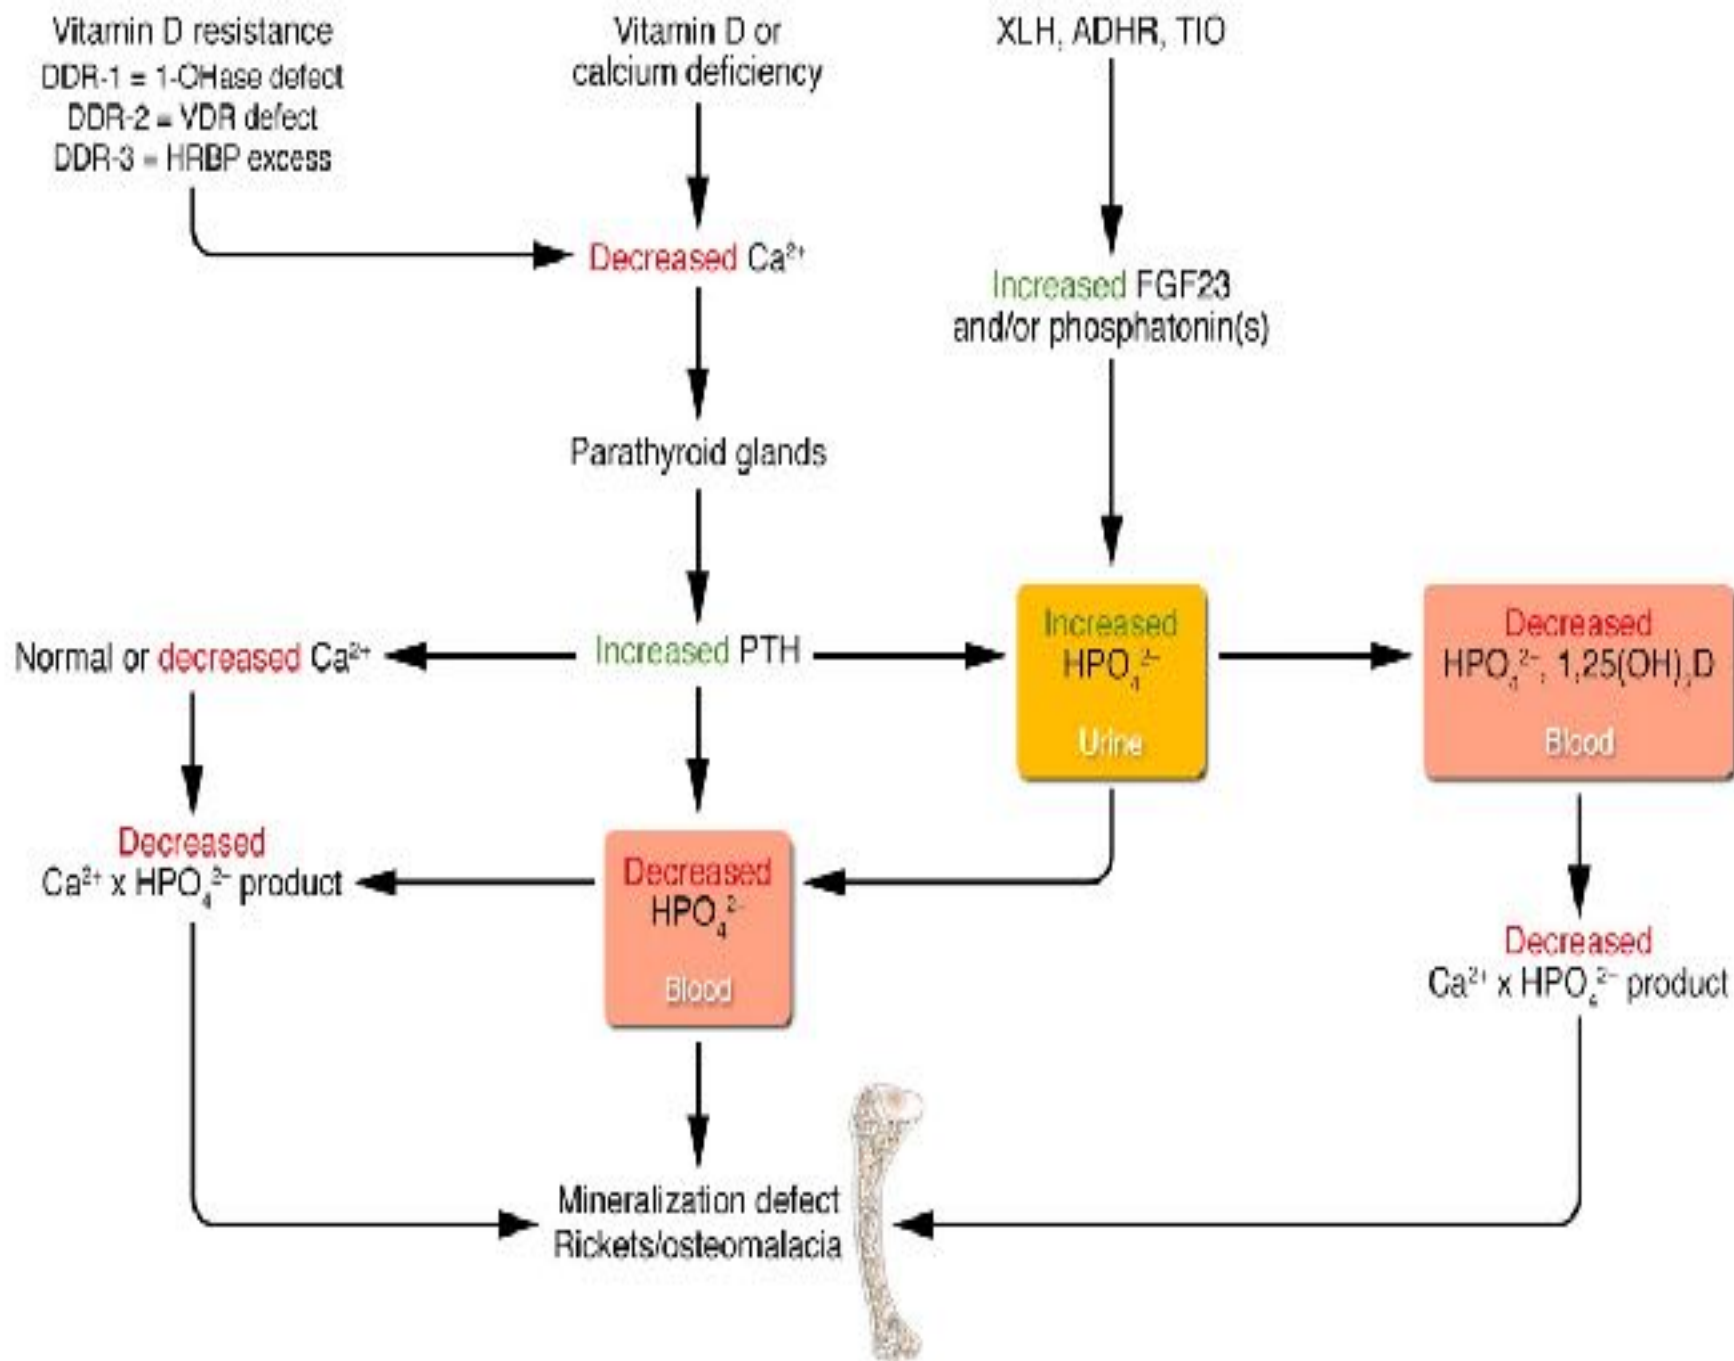 Vitamin D resistance
DDR-1 = 1-OHase defect
DDR-2 = VDR defect
DDR-3 = HRBP excess
Vitamin D or
calcium deficiency
XLH, ADHR, TIO
Decreased Ca²⁺
Increased FGF23
and/or phosphatonin(s)
Parathyroid glands
Normal or decreased Ca²⁺
Increased PTH
Increased
HPO₄²⁻
Urine
Decreased
HPO₄²⁻, 1,25(OH)₂D
Blood
Decreased
Ca²⁺ x HPO₄²⁻ product
Decreased
HPO₄²⁻
Blood
Decreased
Ca²⁺ x HPO₄²⁻ product
Mineralization defect
Rickets/osteomalacia